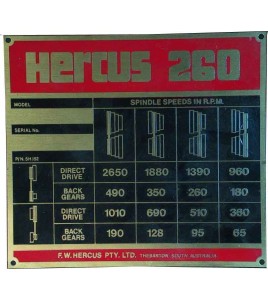 Hercus 260
MODEL
SPINDLE SPEEDS IN R.P.M.
SERIAL No.
DIRECT DRIVE 2650 1880 1390 960
BACK GEARS 490 350 260 180
DIRECT DRIVE 1010 690 510 360
BACK GEARS 190 128 95 65
F.W. HERCUS PTY. LTD. THEBARTON SOUTH AUSTRALIA